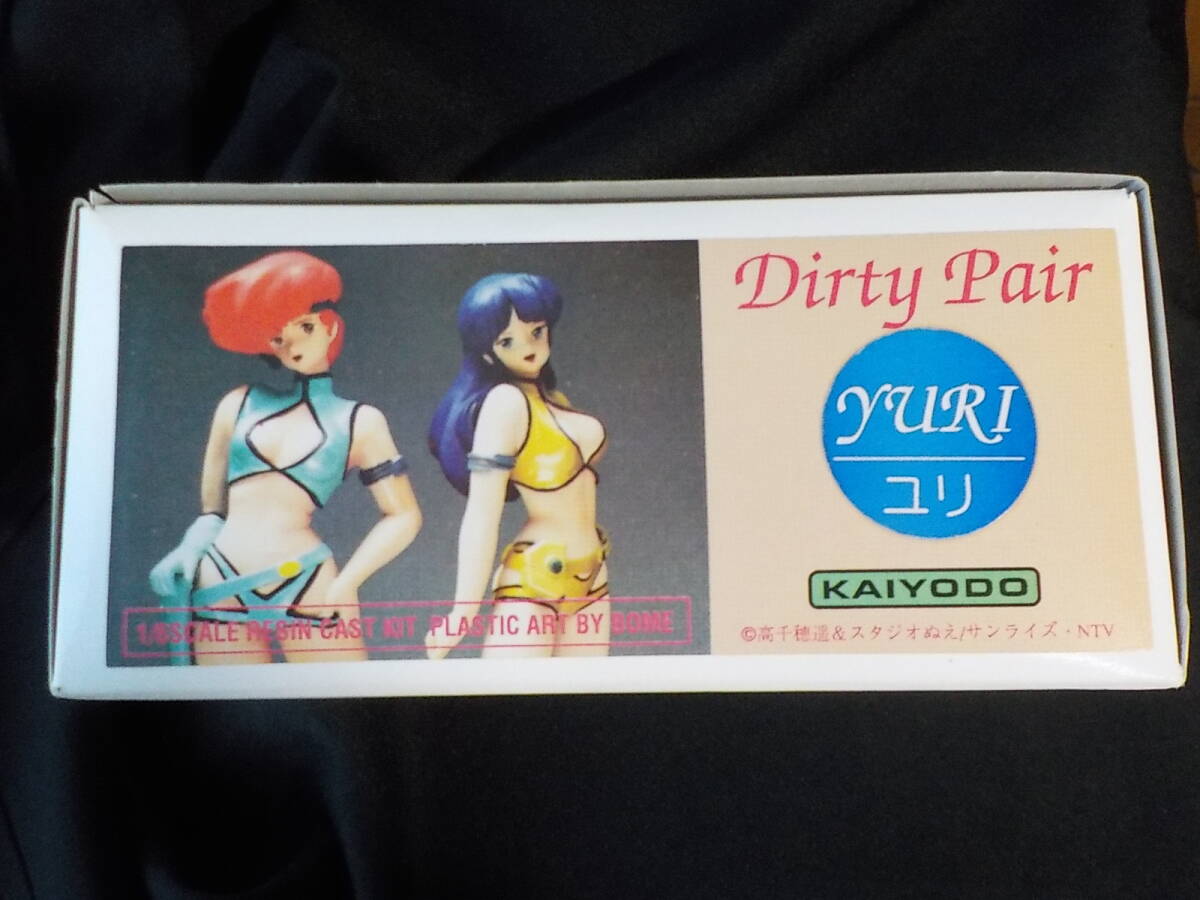 Dirty Pair
YURI
ユリ
KAIYODO
1/8SCALE RESIN CAST KIT PLASTIC ART BY BOME
©高千穂遥&スタジオぬえ/サンライズ・NTV